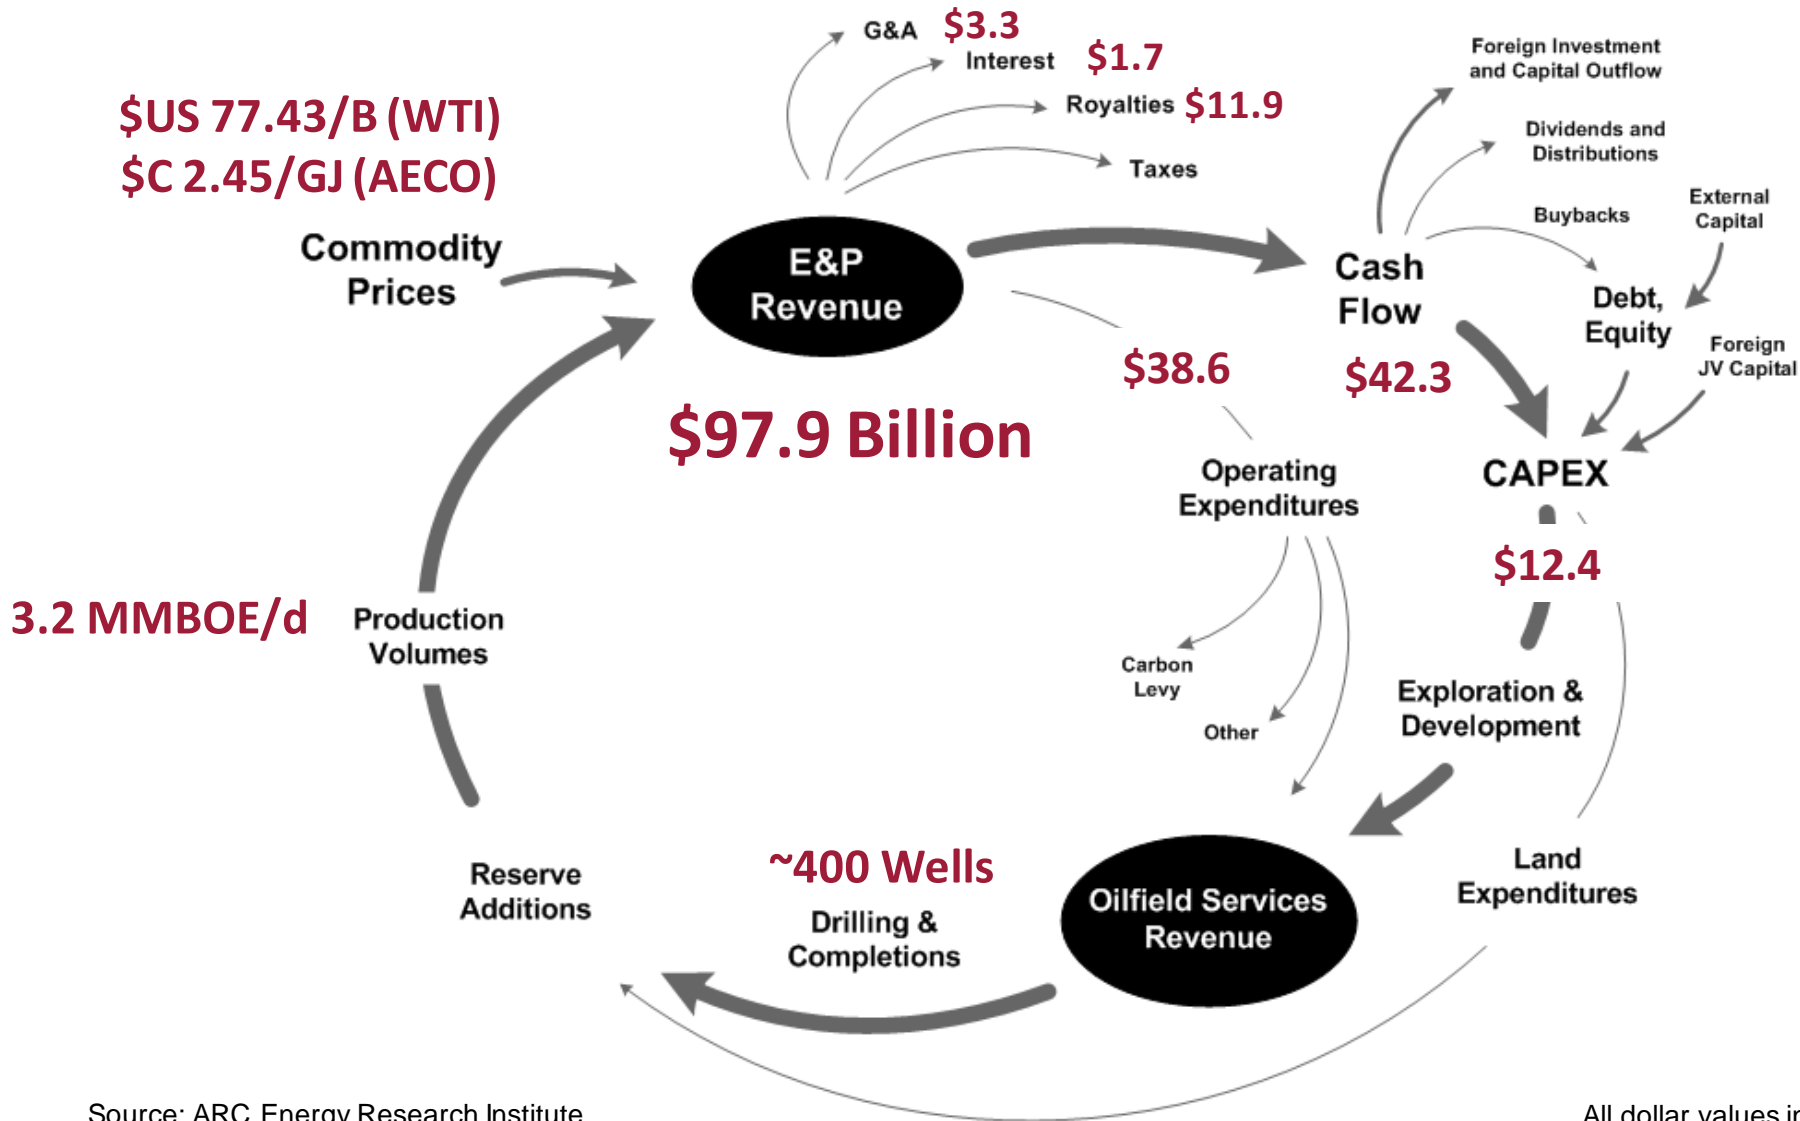 G&A $3.3
Interest $1.7
Royalties $11.9
Taxes
Foreign Investment
and Capital Outflow
Dividends and
Distributions
Buybacks
External
Capital
$US 77.43/B (WTI)
$C 2.45/GJ (AECO)
Commodity
Prices
E&P
Revenue
$97.9 Billion
Cash
Flow
$42.3
Debt,
Equity
Foreign
JV Capital
$38.6
Operating
Expenditures
CAPEX
$12.4
3.2 MMBOE/d
Production
Volumes
Carbon
Levy
Other
Exploration &
Development
Land
Expenditures
Oilfield Services
Revenue
~400 Wells
Drilling &
Completions
Reserve
Additions
Source: ARC Energy Research Institute
All dollar values in